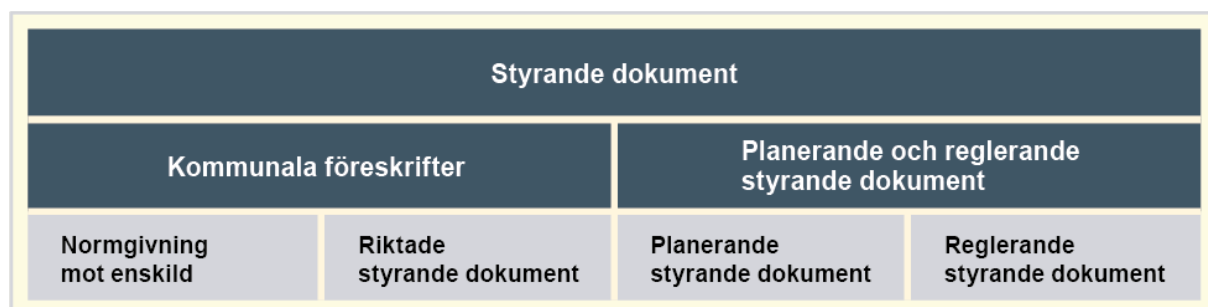 Styrande dokument
Kommunala föreskrifter
Planerande och reglerande
styrande dokument
Normgivning
mot enskild
Riktade
styrande dokument
Planerande
styrande dokument
Reglerande
styrande dokument